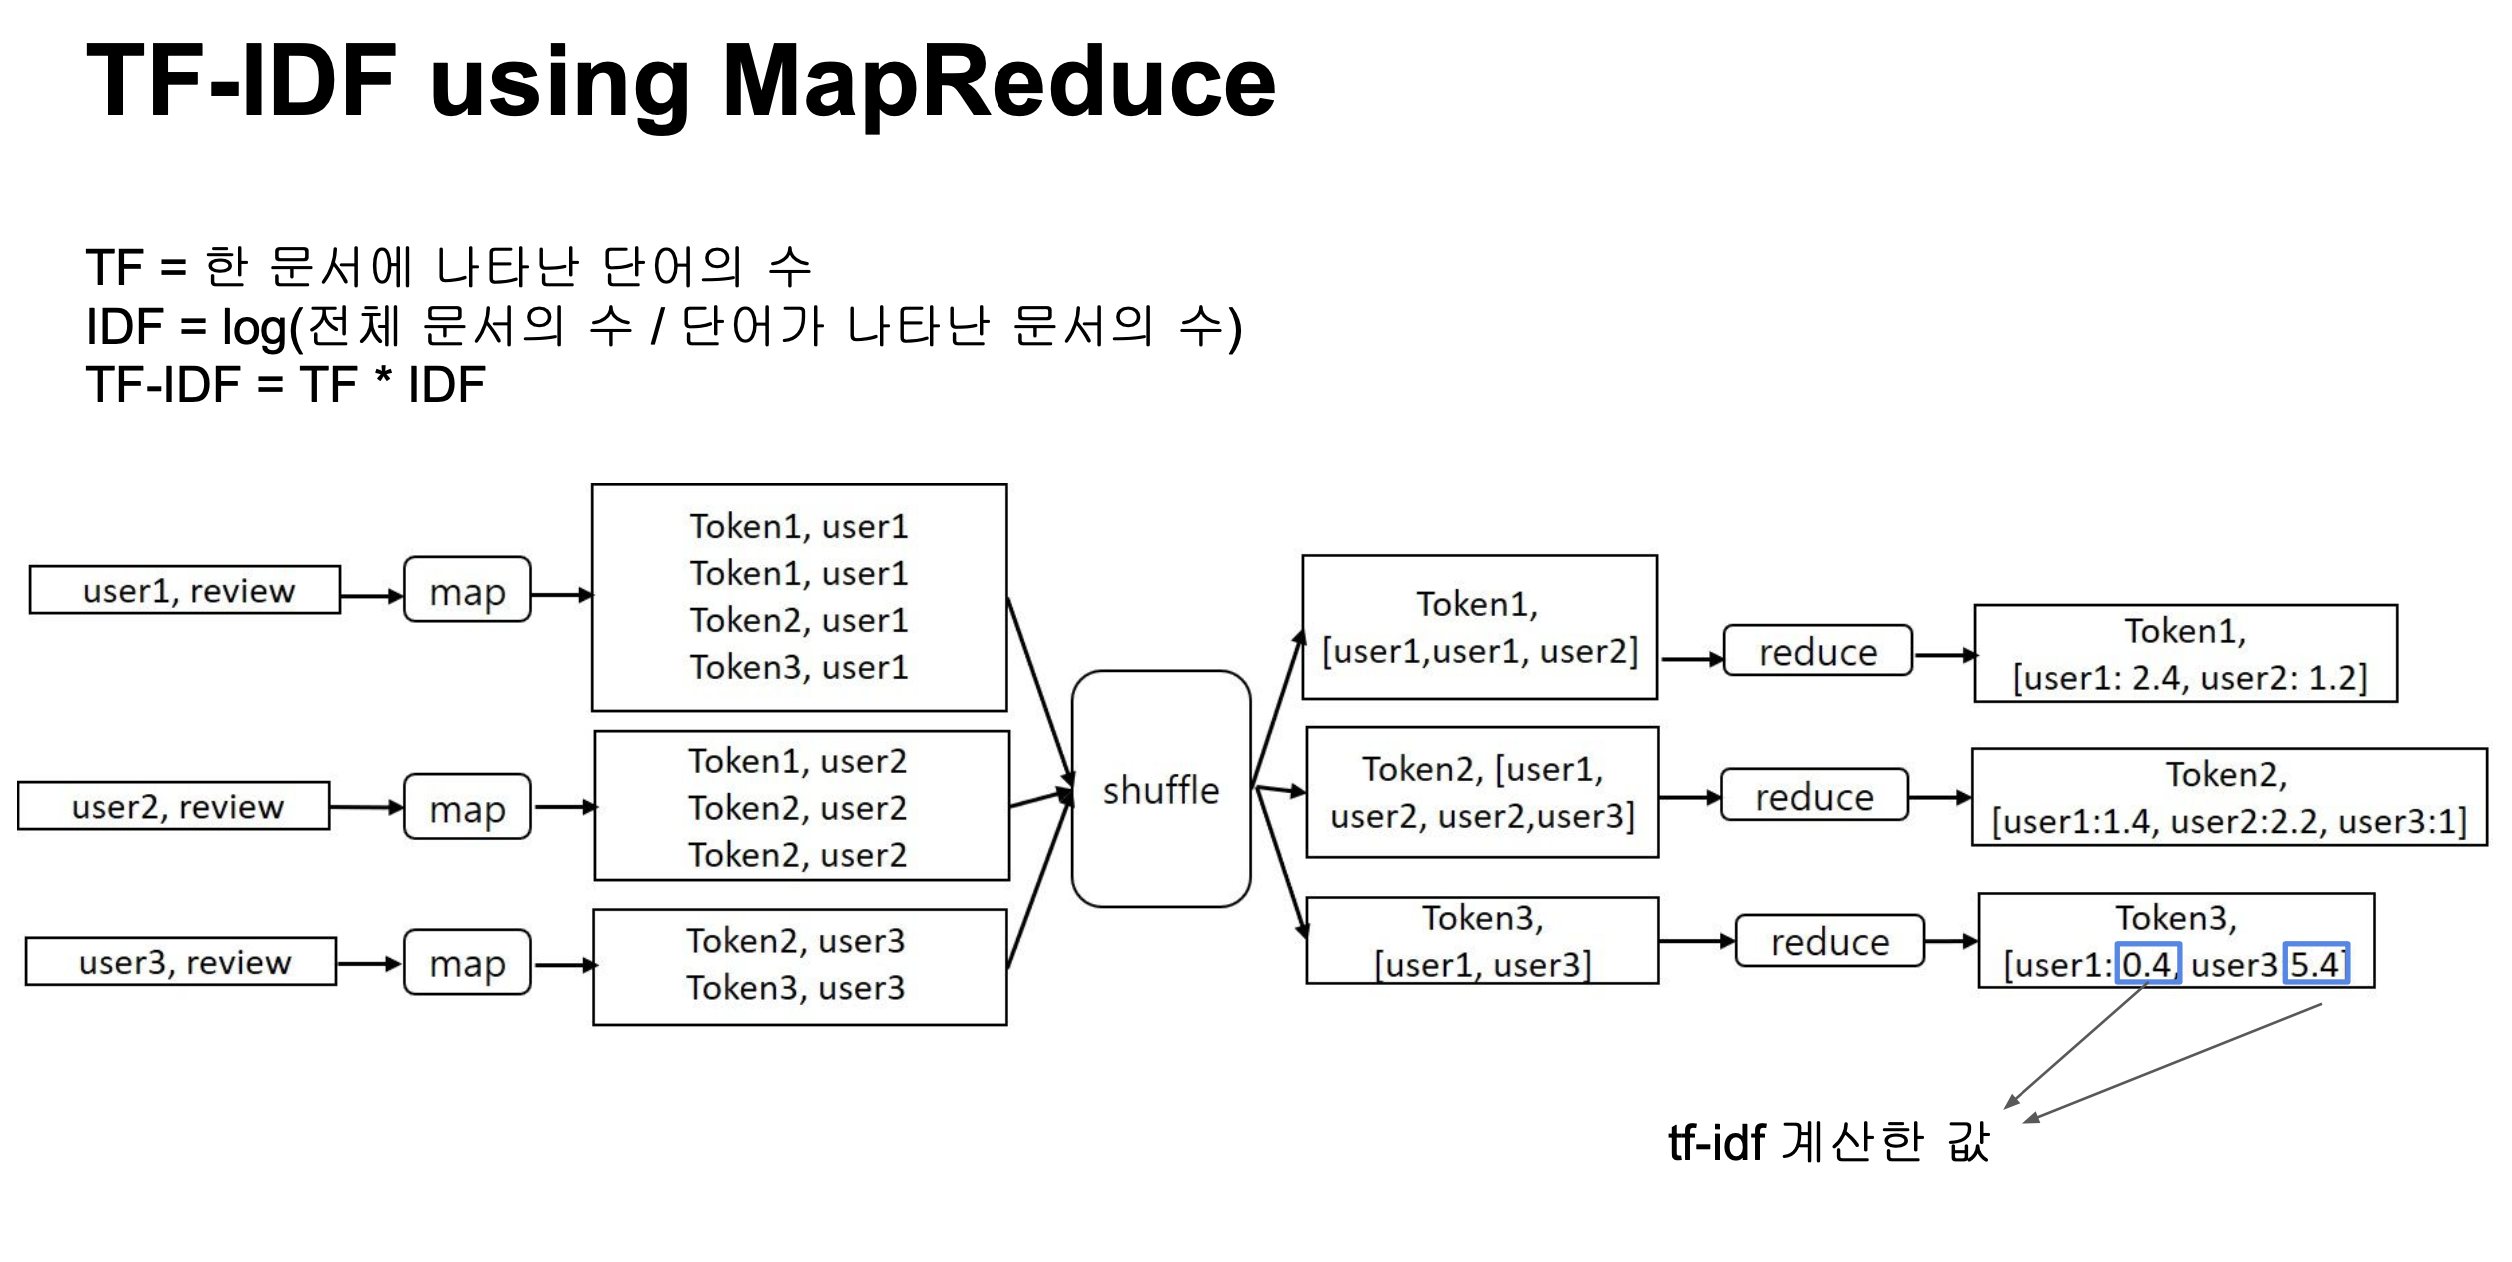 TF-IDF using MapReduce
TF = 한 문서에 나타난 단어의 수
IDF = log(전체 문서의 수 / 단어가 나타난 문서의 수)
TF-IDF = TF * IDF
user1, review
map
Token1, user1
Token1, user1
Token2, user1
Token3, user1
user2, review
map
Token1, user2
Token2, user2
Token2, user2
user3, review
map
Token2, user3
Token3, user3
shuffle
Token1,
[user1,user1, user2]
reduce
Token1,
[user1: 2.4, user2: 1.2]
Token2, [user1,
user2, user2,user3]
reduce
Token2,
[user1:1.4, user2:2.2, user3:1]
Token3,
[user1, user3]
reduce
Token3,
[user1: 0.4, user3 5.4]
tf-idf 계산한 값